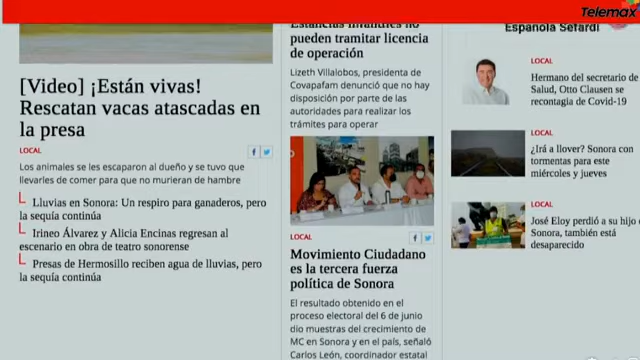 Telemax
[Video] ¡Están vivas!
Rescatan vacas atascadas en
la presa
LOCAL
Los animales se les escaparon al dueño y se tuvo que
llevarles de comer para que no murieran de hambre
Lluvias en Sonora: Un respiro para ganaderos, pero
la sequía continúa
Irineo Álvarez y Alicia Encinas regresan al
escenario en obra de teatro sonorense
Presas de Hermosillo reciben agua de lluvias, pero
la sequía continúa
Estancias infantiles no
pueden tramitar licencia
de operación
Lizeth Villalobos, presidenta de
Covapafam denunció que no hay
disposición por parte de las
autoridades para realizar los
trámites para operar
LOCAL
Movimiento Ciudadano
es la tercera fuerza
política de Sonora
El resultado obtenido en el
proceso electoral del 6 de junio
dio muestras del crecimiento de
MC en Sonora y en el país, señaló
Carlos León, coordinador estatal
Española Sefardí
LOCAL
Hermano del secretario de
Salud, Otto Clausen se
recontagia de Covid-19
LOCAL
¿Irá a llover? Sonora con
tormentas para este
miércoles y jueves
LOCAL
José Eloy perdió a su hijo
Sonora, también está
desaparecido